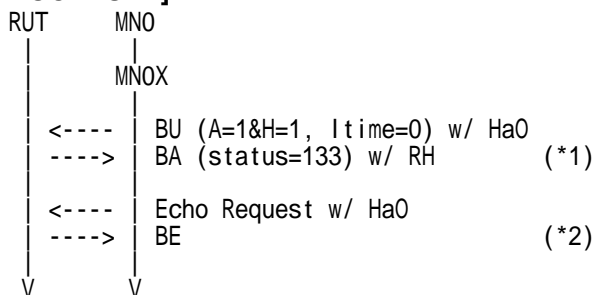 RUT MNO
MNOX
<---- BU (A=1&H=1, ltime=0) w/ HaO
----> BA (status=133) w/ RH (*1)
<---- Echo Request w/ HaO
----> BE (*2)
V V